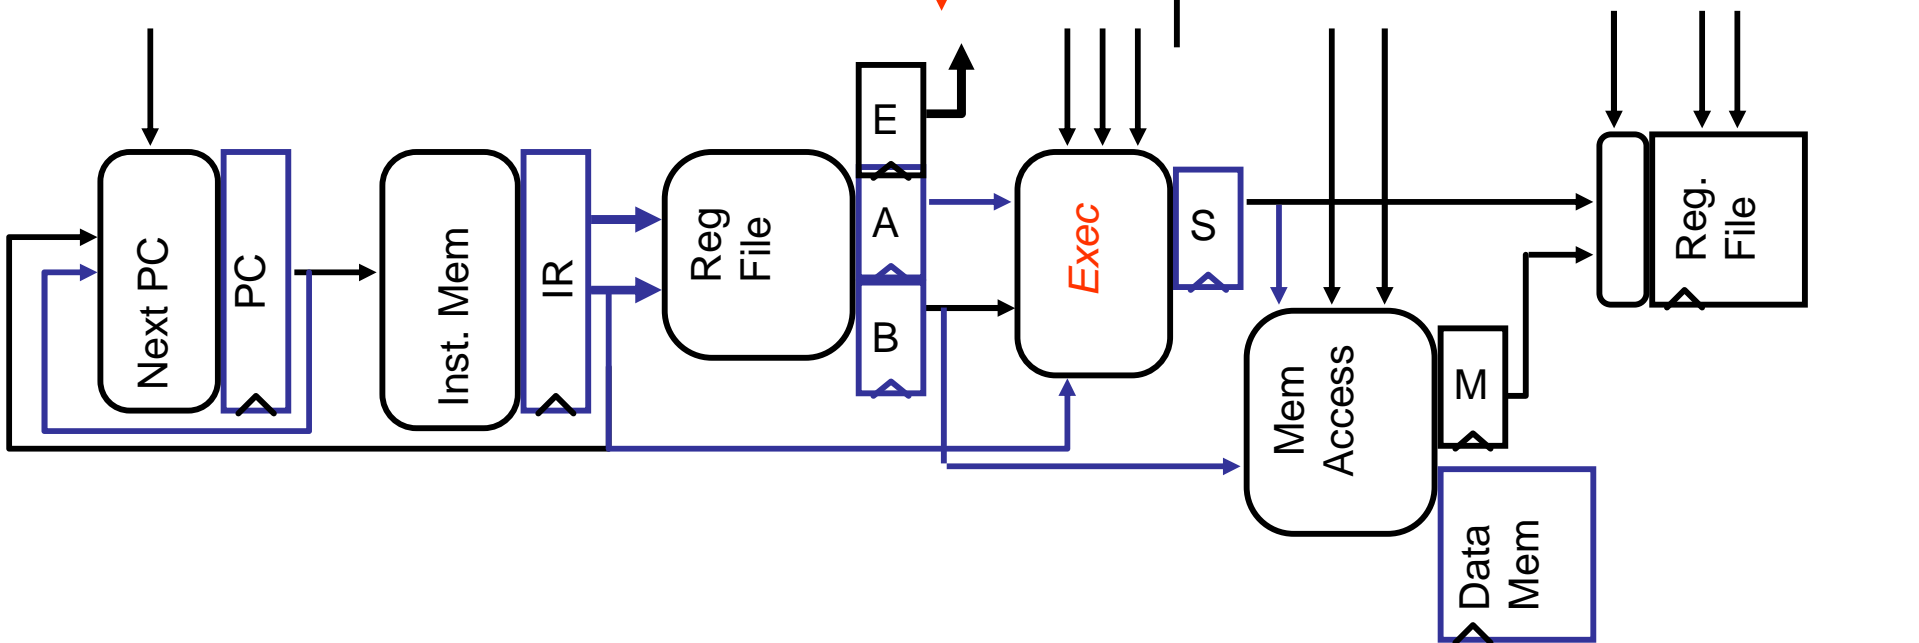 Next PC
PC
Inst. Mem
IR
Reg
File
E
A
B
Exec
S
Mem
Access
M
Data
Mem
Reg.
File